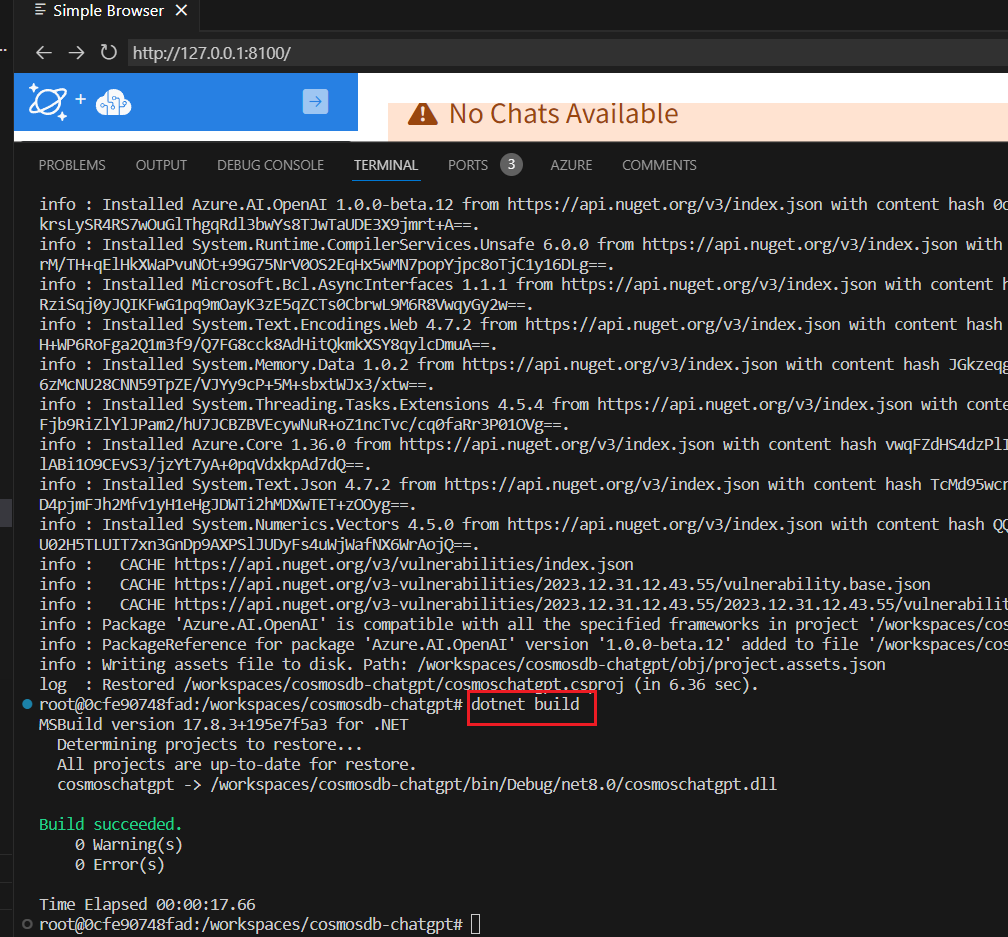 Simple Browser
http://127.0.0.1:8100/
+
No Chats Available
PROBLEMS OUTPUT DEBUG CONSOLE TERMINAL PORTS 3 AZURE COMMENTS
info : Installed Azure.AI.OpenAI 1.0.0-beta.12 from https://api.nuget.org/v3/index.json with content hash 0c
krsLySR4RS7wOuGlThgqRdl3bwYs8TJwTaUDE3X9jmrt+A==.
info : Installed System.Runtime.CompilerServices.Unsafe 6.0.0 from https://api.nuget.org/v3/index.json with
rM/TH+qElHkXWaPvuNOt+99G75NrV0OS2EqHx5wMN7popYjpc8oTjC1y16DLg==.
info : Installed Microsoft.Bcl.AsyncInterfaces 1.1.1 from https://api.nuget.org/v3/index.json with content h
RziSqj0yJQIKFwG1pq9mOayK3zE5qZCTs0CbrwL9M6R8VwqyGy2w==.
info : Installed System.Text.Encodings.Web 4.7.2 from https://api.nuget.org/v3/index.json with content hash
H+WP6RoFga2Q1m3f9/Q7FG8cck8AdHitQkmkXSY8qylcDmuA==.
info : Installed System.Memory.Data 1.0.2 from https://api.nuget.org/v3/index.json with content hash JGkzeqg
6zMcNU28CNN59TpZE/VJYy9cP+5M+sbxtWJx3/xtw==.
info : Installed System.Threading.Tasks.Extensions 4.5.4 from https://api.nuget.org/v3/index.json with conte
Fjb9RiZlYlJPam2/hU7JCBZBVEcywNuR+oZ1ncTvc/cq0faRr3P01OVg==.
info : Installed Azure.Core 1.36.0 from https://api.nuget.org/v3/index.json with content hash vwqFZdHS4dzPlI
lABi1O9CEvS3/jzYt7yA+0pqVdxkpAd7dQ==.
info : Installed System.Text.Json 4.7.2 from https://api.nuget.org/v3/index.json with content hash TcMd95wcr
D4pjmFJh2Mfv1yH1eHgJDWTi2hMDXwTET+zOOyg==.
info : Installed System.Numerics.Vectors 4.5.0 from https://api.nuget.org/v3/index.json with content hash QQ
U02H5TLUIT7xn3GnDp9AXPSlJUDyFs4uWjWafNX6WrAojQ==.
info :   CACHE https://api.nuget.org/v3/vulnerabilities/index.json
info :   CACHE https://api.nuget.org/v3-vulnerabilities/2023.12.31.12.43.55/vulnerability.base.json
info :   CACHE https://api.nuget.org/v3-vulnerabilities/2023.12.31.12.43.55/2023.12.31.12.43.55/vulnerabilit
info : Package 'Azure.AI.OpenAI' is compatible with all the specified frameworks in project '/workspaces/cos
info : PackageReference for package 'Azure.AI.OpenAI' version '1.0.0-beta.12' added to file '/workspaces/cos
info : Writing assets file to disk. Path: /workspaces/cosmosdb-chatgpt/obj/project.assets.json
log  : Restored /workspaces/cosmosdb-chatgpt/cosmoschatgpt.csproj (in 6.36 sec).
root@0cfe90748fad:/workspaces/cosmosdb-chatgpt# dotnet build
MSBuild version 17.8.3+195e7f5a3 for .NET
  Determining projects to restore...
  All projects are up-to-date for restore.
  cosmoschatgpt -> /workspaces/cosmosdb-chatgpt/bin/Debug/net8.0/cosmoschatgpt.dll
Build succeeded.
    0 Warning(s)
    0 Error(s)
Time Elapsed 00:00:17.66
root@0cfe90748fad:/workspaces/cosmosdb-chatgpt#